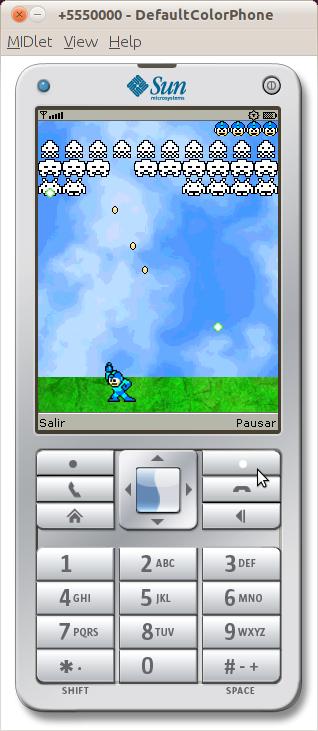 +5550000 - DefaultColorPhone
MIDlet View Help
Sun
microsystems
Salir Pausar
1 2 ABC 3 DEF
4 GHI 5 JKL 6 MNO
7 PQRS 8 TUV 9 WXYZ
* . 0 # - +
SHIFT SPACE